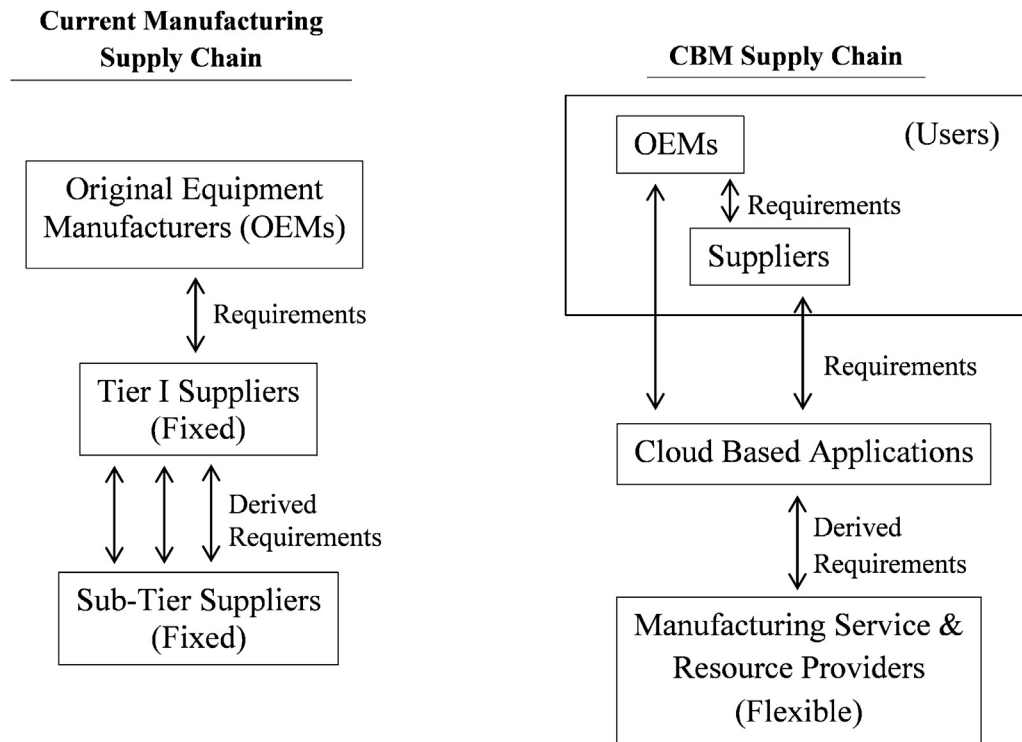 Current Manufacturing
Supply Chain
Original Equipment
Manufacturers (OEMs)
Requirements
Tier I Suppliers
(Fixed)
Derived
Requirements
Sub-Tier Suppliers
(Fixed)
CBM Supply Chain
(Users)
OEMs
Requirements
Suppliers
Requirements
Cloud Based Applications
Derived
Requirements
Manufacturing Service &
Resource Providers
(Flexible)